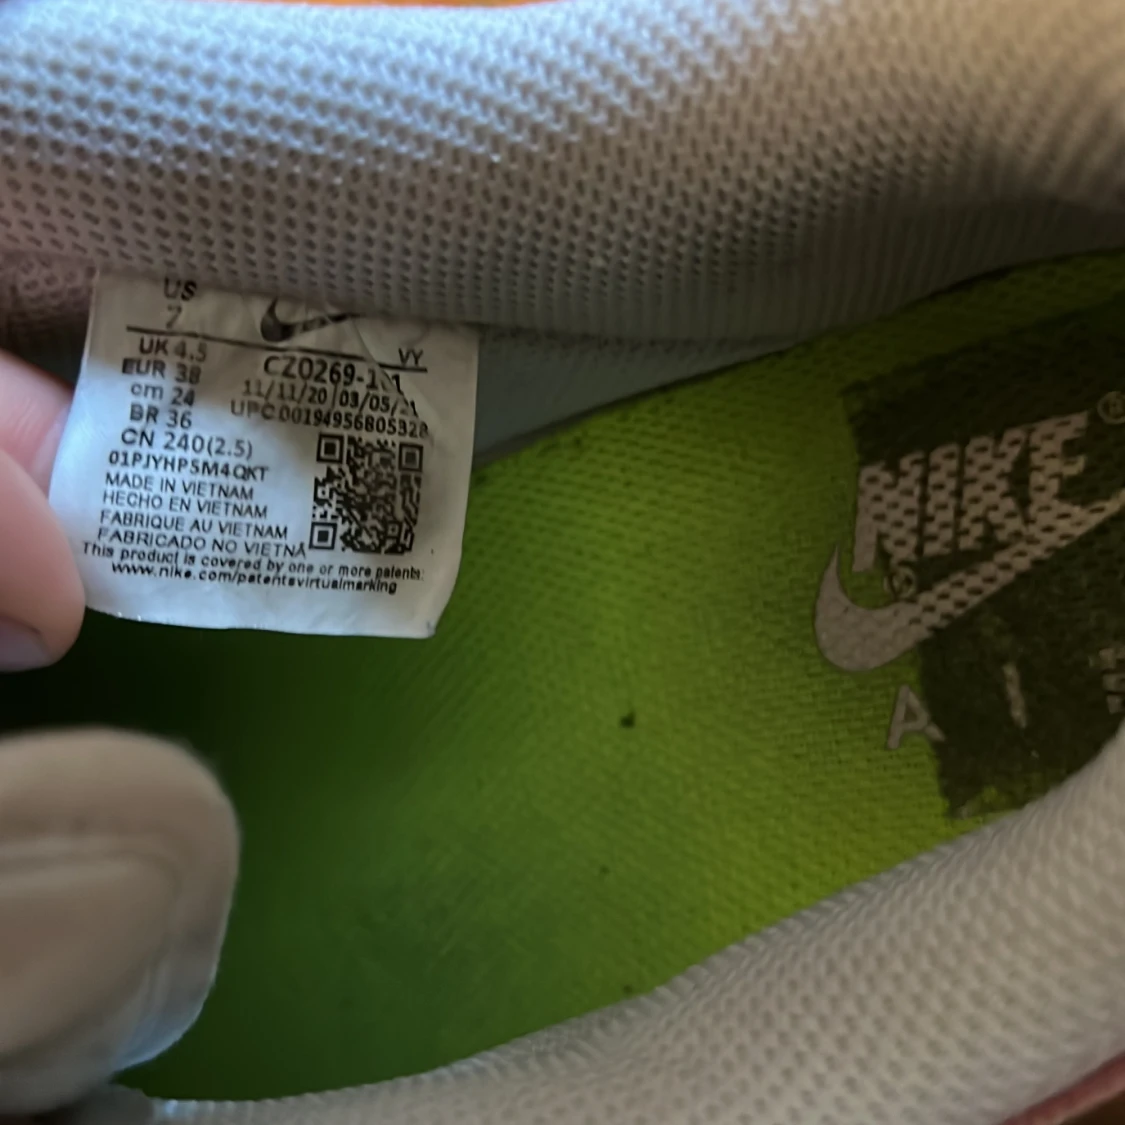 US
7
UK 4.5
VY
EUR 38
cm 24
BR 36
CN 240(2.5)
CZ0269-101
11/11/20 03/05/21
UPC 00194956805328
01PJYHPSM4QKT
MADE IN VIETNAM
HECHO EN VIETNAM
FABRIQUE AU VIETNAM
FABRICADO NO VIETNÃ
This product is covered by one or more patents:
www.nike.com/patentsvirtualmarking
NIKE®
A